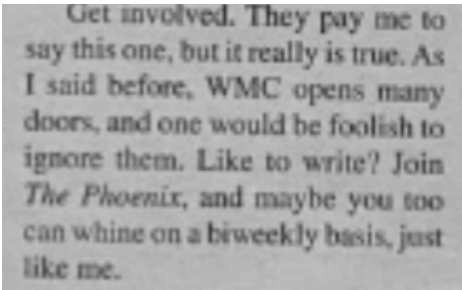 Get involved. They pay me to
say this one, but it really is true. As
I said before, WMC opens many
doors, and one would be foolish to
ignore them. Like to write? Join
The Phoenix, and maybe you too
can whine on a biweekly basis, just
like me.